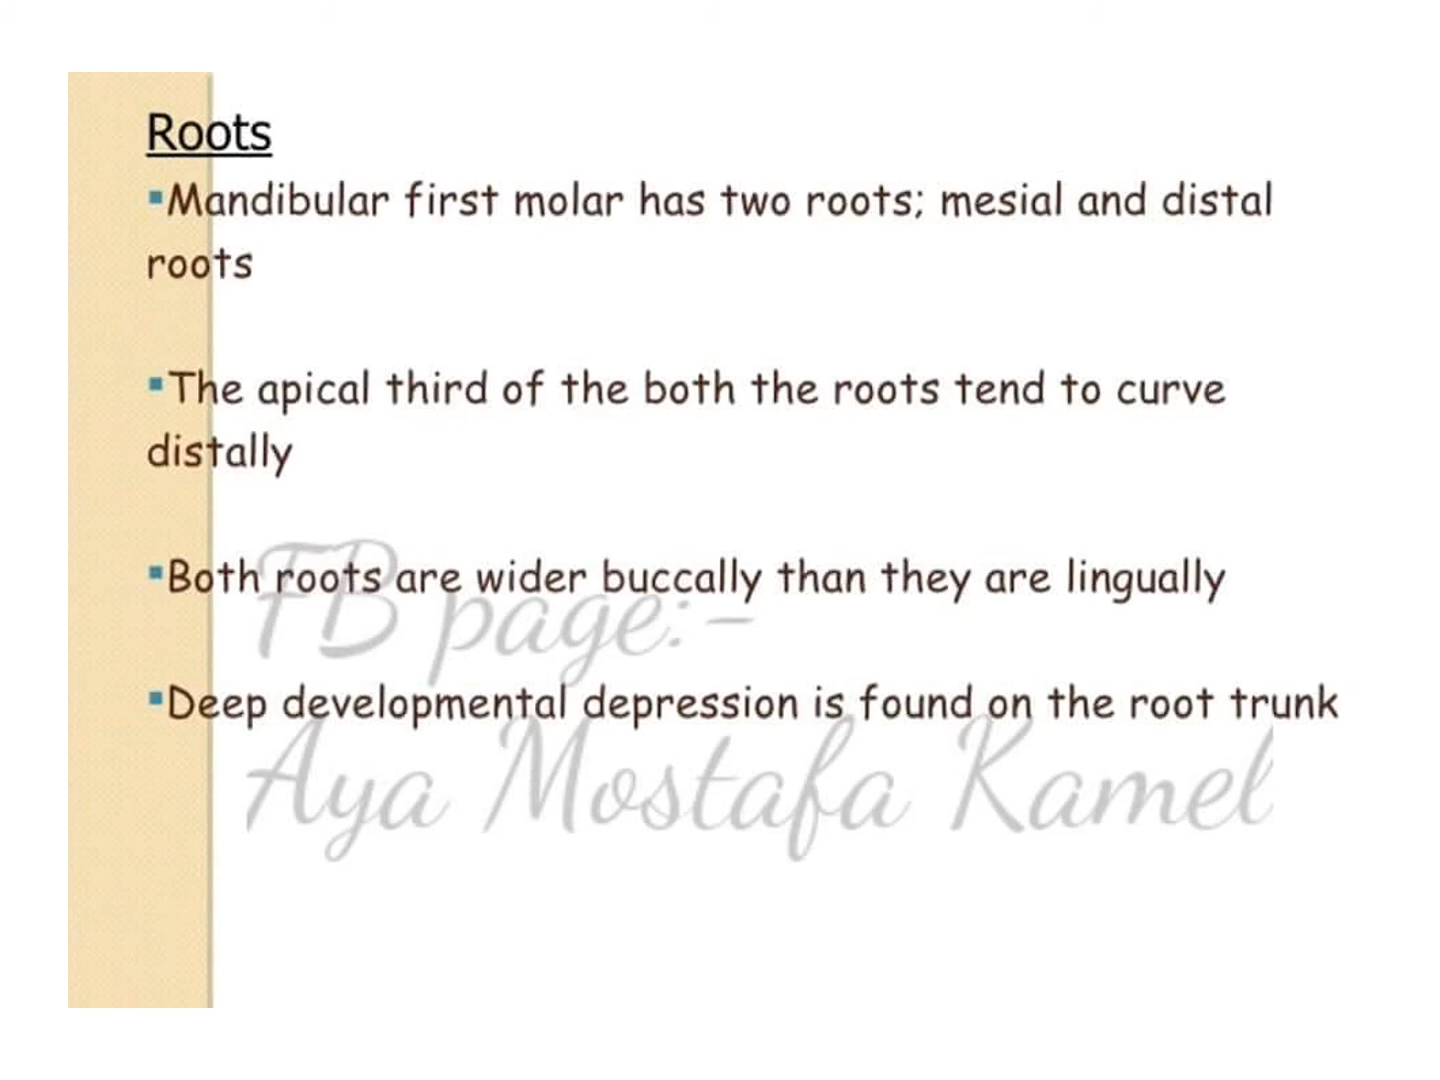 Roots
▪Mandibular first molar has two roots; mesial and distal
roots
▪The apical third of the both the roots tend to curve
distally
▪Both roots are wider buccally than they are lingually
FB page:-
▪Deep developmental depression is found on the root trunk
Aya Mostafa Kamel